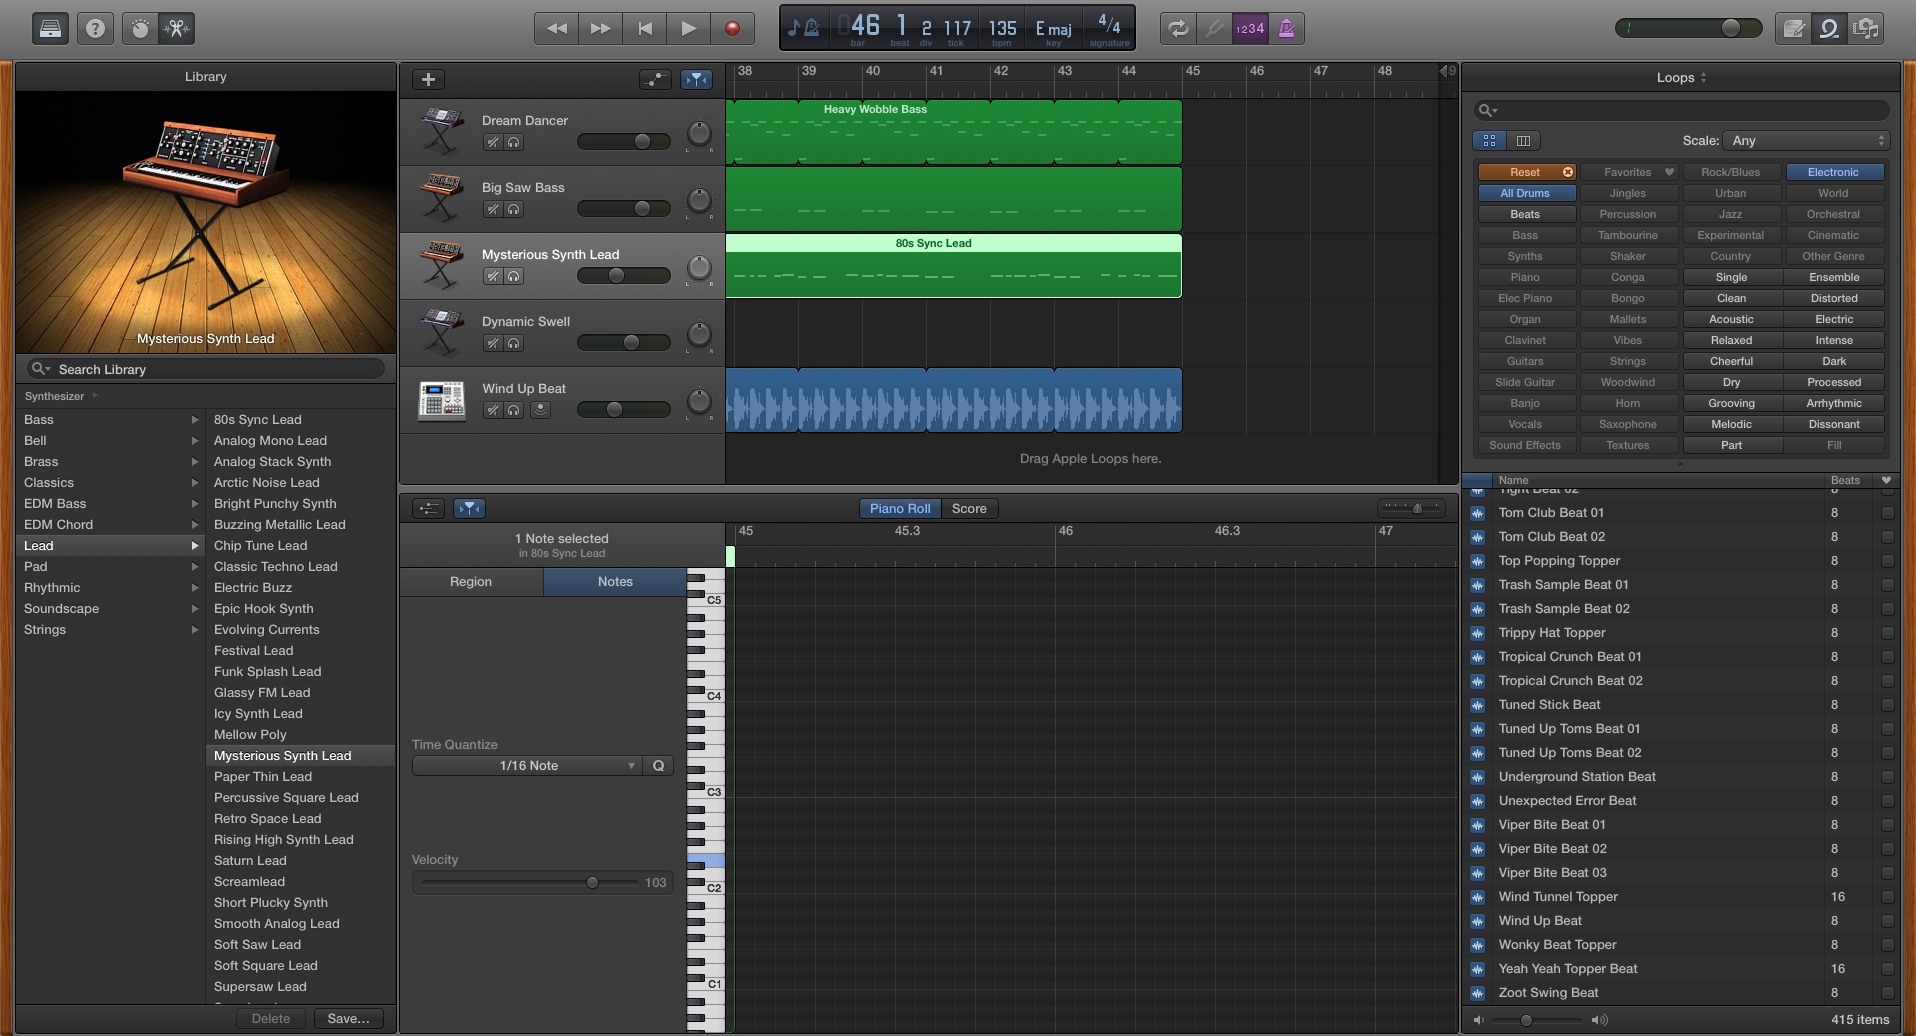 46 1 2 117 135 E maj 4/4
bar beat div tick bpm key signature
1234
Library
Mysterious Synth Lead
Search Library
Synthesizer
Bass
Bell
Brass
Classics
EDM Bass
EDM Chord
Lead
Pad
Rhythmic
Soundscape
Strings
80s Sync Lead
Analog Mono Lead
Analog Stack Synth
Arctic Noise Lead
Bright Punchy Synth
Buzzing Metallic Lead
Chip Tune Lead
Classic Techno Lead
Electric Buzz
Epic Hook Synth
Evolving Currents
Festival Lead
Funk Splash Lead
Glassy FM Lead
Icy Synth Lead
Mellow Poly
Mysterious Synth Lead
Paper Thin Lead
Percussive Square Lead
Retro Space Lead
Rising High Synth Lead
Saturn Lead
Screamlead
Short Plucky Synth
Smooth Analog Lead
Soft Saw Lead
Soft Square Lead
Supersaw Lead
Delete Save...
38 39 40 41 42 43 44 45 46 47 48 9
Dream Dancer
L R
Heavy Wobble Bass
Big Saw Bass
L R
Mysterious Synth Lead
L R
80s Sync Lead
Dynamic Swell
L R
Wind Up Beat
L R
Drag Apple Loops here.
Piano Roll Score
1 Note selected
in 80s Sync Lead
45 45.3 46 46.3 47
Region Notes
Time Quantize
1/16 Note Q
Velocity
103
C5
C4
C3
C2
C1
Loops
Scale: Any
Reset Favorites Rock/Blues Electronic
All Drums Jingles Urban World
Beats Percussion Jazz Orchestral
Bass Tambourine Experimental Cinematic
Synths Shaker Country Other Genre
Piano Conga Single Ensemble
Elec Piano Bongo Clean Distorted
Organ Mallets Acoustic Electric
Clavinet Vibes Relaxed Intense
Guitars Strings Cheerful Dark
Slide Guitar Woodwind Dry Processed
Banjo Horn Grooving Arrhythmic
Vocals Saxophone Melodic Dissonant
Sound Effects Textures Part Fill
Name Beats
Tight Beat 02 8
Tom Club Beat 01 8
Tom Club Beat 02 8
Top Popping Topper 8
Trash Sample Beat 01 8
Trash Sample Beat 02 8
Trippy Hat Topper 8
Tropical Crunch Beat 01 8
Tropical Crunch Beat 02 8
Tuned Stick Beat 8
Tuned Up Toms Beat 01 8
Tuned Up Toms Beat 02 8
Underground Station Beat 8
Unexpected Error Beat 8
Viper Bite Beat 01 8
Viper Bite Beat 02 8
Viper Bite Beat 03 8
Wind Tunnel Topper 16
Wind Up Beat 8
Wonky Beat Topper 8
Yeah Yeah Topper Beat 16
Zoot Swing Beat 8
415 items